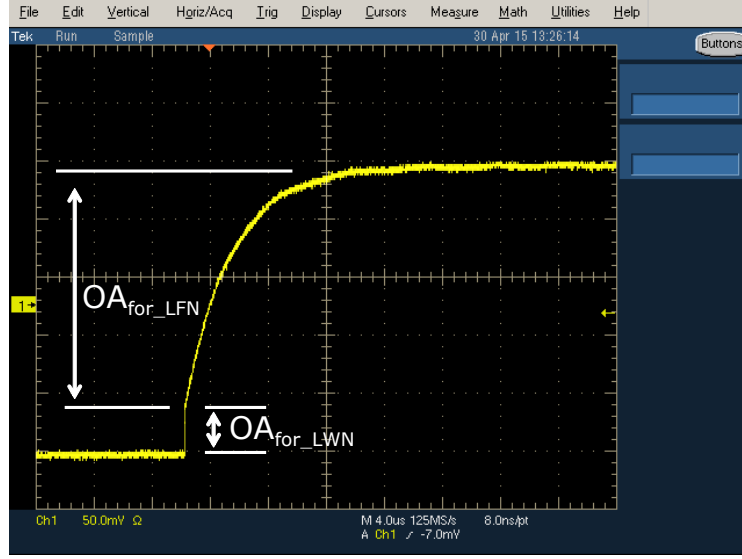 File Edit Vertical Horiz/Acq Trig Display Cursors Measure Math Utilities Help
Tek Run Sample 30 Apr 15 13:26:14 Buttons
OAfor_LFN
1
OAfor_LWN
Ch1 50.0mV Ω M 4.0us 125MS/s 8.0ns/pt
A Ch1 / -7.0mV